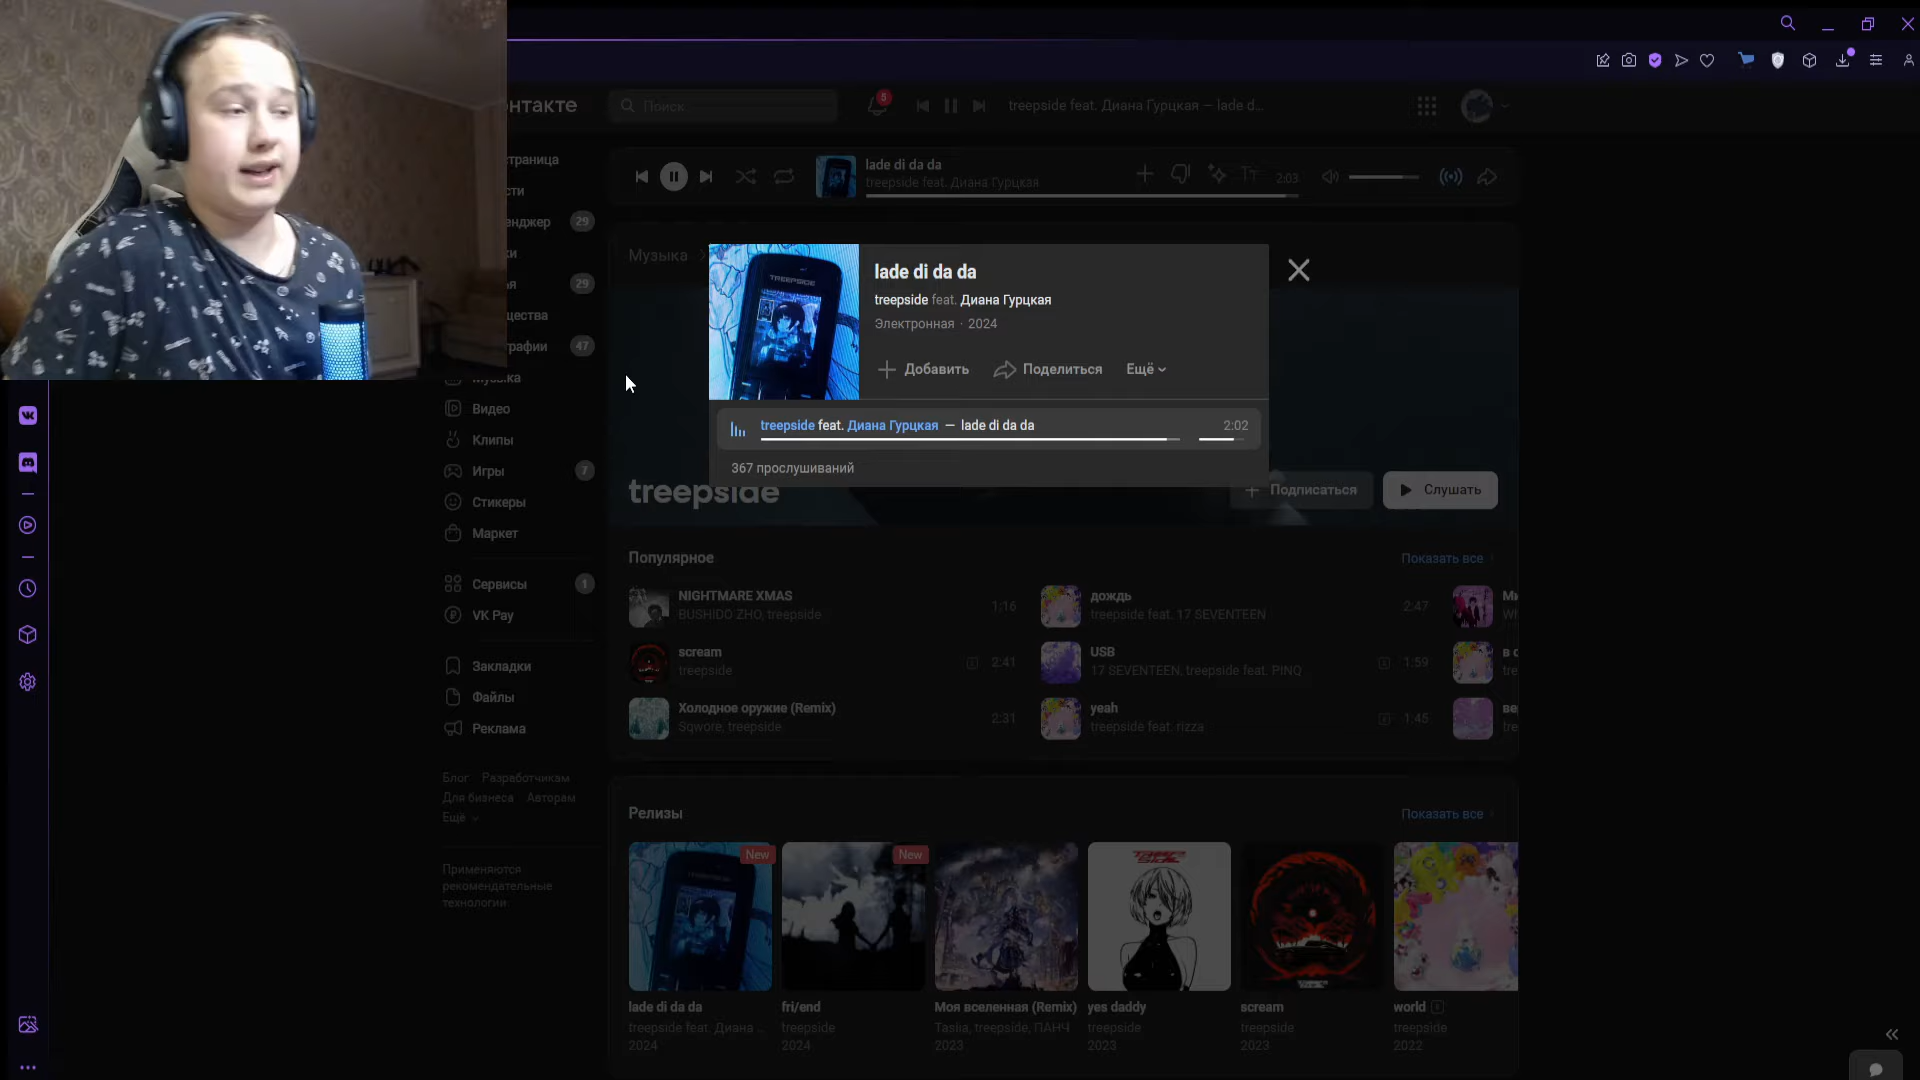 нтакте
Поиск
5
treepside feat. Диана Гурцкая — lade d...
lade di da da
treepside feat. Диана Гурцкая
2:03
траница
сти
енджер 29
ки
я 29
щества
графии 47
Музыка
Видео
Клипы
Игры 7
Стикеры
Маркет
Сервисы 1
VK Pay
Закладки
Файлы
Реклама
Блог Разработчикам
Для бизнеса Авторам
Ещё
Применяются
рекомендательные
технологии
Музыка
TREEPSIDE
lade di da da
treepside feat. Диана Гурцкая
Электронная · 2024
Добавить Поделиться Ещё
treepside feat. Диана Гурцкая — lade di da da 2:02
367 прослушиваний
treepside
Подписаться Слушать
Популярное Показать все
NIGHTMARE XMAS
BUSHIDO ZHO, treepside
1:16
дождь
treepside feat. 17 SEVENTEEN
2:47
scream
treepside
E 2:41
USB
17 SEVENTEEN, treepside feat. PINQ
E 1:59
Холодное оружие (Remix)
Sqwore, treepside
2:31
yeah
treepside feat. rizza
E 1:45
Релизы Показать все
New
lade di da da
treepside feat. Диана ...
2024
New
fri/end
treepside
2024
Моя вселенная (Remix)
Taslia, treepside, ПАНЧ
2023
yes daddy
treepside
2023
scream
treepside
2023
world E
treepside
2022